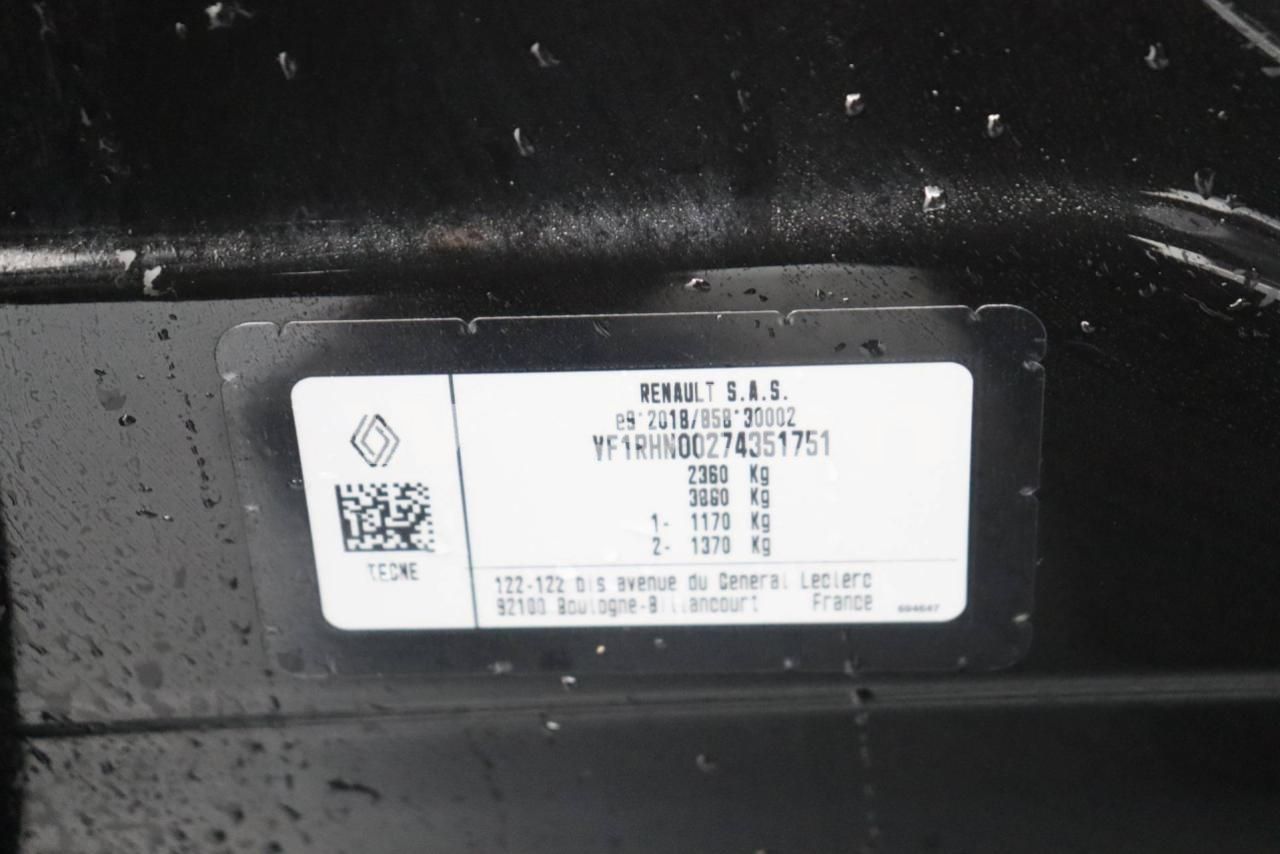 RENAULT S.A.S.
e9*2018/858*30002
VF1RHN00274351751
2360 Kg
3860 Kg
1- 1170 Kg
2- 1370 Kg
TECNE
122-122 bis avenue du General Leclerc
92100 Boulogne-Billancourt France
694647